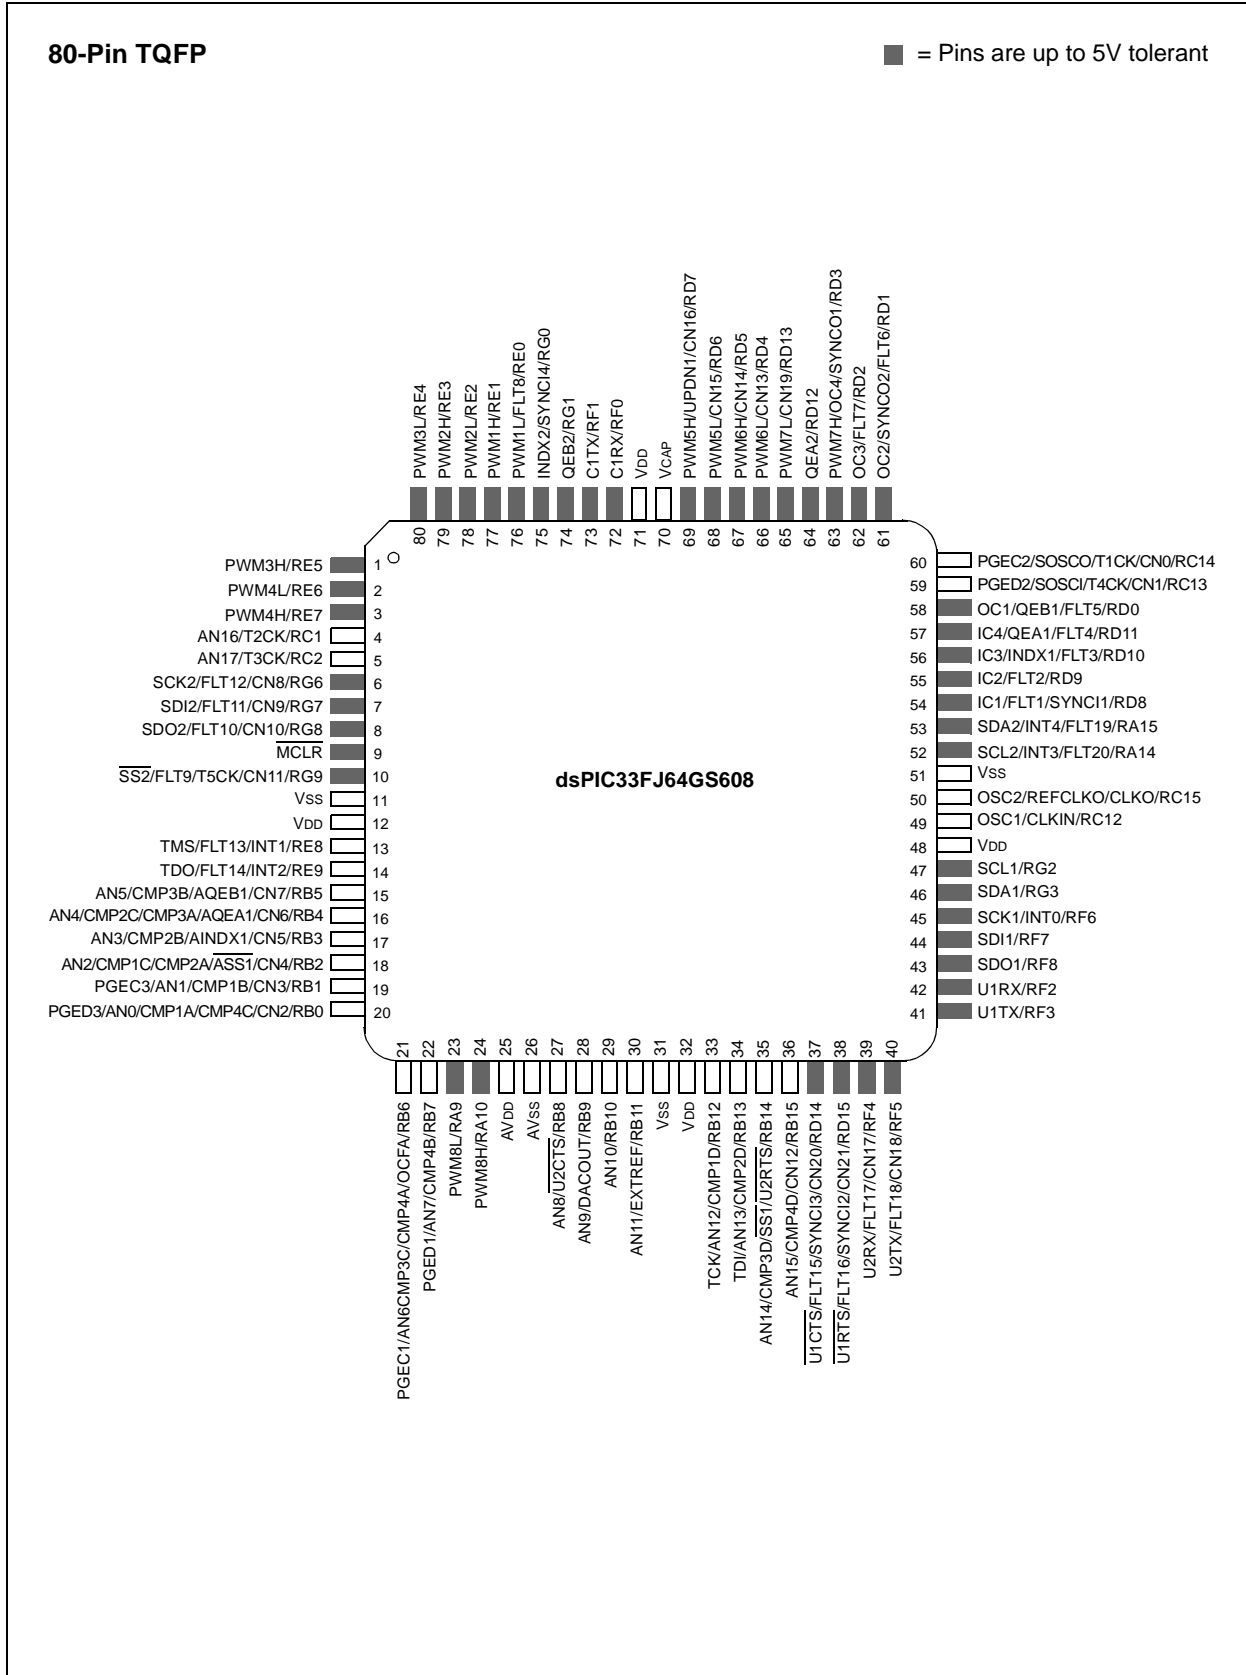 80-Pin TQFP
= Pins are up to 5V tolerant
PWM3L/RE4
PWM2H/RE3
PWM2L/RE2
PWM1H/RE1
PWM1L/FLT8/RE0
INDX2/SYNCI4/RG0
QEB2/RG1
C1TX/RF1
C1RX/RF0
VDD
VCAP
PWM5H/UPDN1/CN16/RD7
PWM5L/CN15/RD6
PWM6H/CN14/RD5
PWM6L/CN13/RD4
PWM7L/CN19/RD13
QEA2/RD12
PWM7H/OC4/SYNCO1/RD3
OC3/FLT7/RD2
OC2/SYNCO2/FLT6/RD1
80 79 78 77 76 75 74 73 72 71 70 69 68 67 66 65 64 63 62 61
PWM3H/RE5 1
PWM4L/RE6 2
PWM4H/RE7 3
AN16/T2CK/RC1 4
AN17/T3CK/RC2 5
SCK2/FLT12/CN8/RG6 6
SDI2/FLT11/CN9/RG7 7
SDO2/FLT10/CN10/RG8 8
MCLR 9
SS2/FLT9/T5CK/CN11/RG9 10
VSS 11
VDD 12
TMS/FLT13/INT1/RE8 13
TDO/FLT14/INT2/RE9 14
AN5/CMP3B/AQEB1/CN7/RB5 15
AN4/CMP2C/CMP3A/AQEA1/CN6/RB4 16
AN3/CMP2B/AINDX1/CN5/RB3 17
AN2/CMP1C/CMP2A/ASS1/CN4/RB2 18
PGEC3/AN1/CMP1B/CN3/RB1 19
PGED3/AN0/CMP1A/CMP4C/CN2/RB0 20
dsPIC33FJ64GS608
60 PGEC2/SOSCO/T1CK/CN0/RC14
59 PGED2/SOSCI/T4CK/CN1/RC13
58 OC1/QEB1/FLT5/RD0
57 IC4/QEA1/FLT4/RD11
56 IC3/INDX1/FLT3/RD10
55 IC2/FLT2/RD9
54 IC1/FLT1/SYNCI1/RD8
53 SDA2/INT4/FLT19/RA15
52 SCL2/INT3/FLT20/RA14
51 VSS
50 OSC2/REFCLKO/CLKO/RC15
49 OSC1/CLKIN/RC12
48 VDD
47 SCL1/RG2
46 SDA1/RG3
45 SCK1/INT0/RF6
44 SDI1/RF7
43 SDO1/RF8
42 U1RX/RF2
41 U1TX/RF3
21 22 23 24 25 26 27 28 29 30 31 32 33 34 35 36 37 38 39 40
PGEC1/AN6CMP3C/CMP4A/OCFA/RB6
PGED1/AN7/CMP4B/RB7
PWM8L/RA9
PWM8H/RA10
AVDD
AVSS
AN8/U2CTS/RB8
AN9/DACOUT/RB9
AN10/RB10
AN11/EXTREF/RB11
VSS
VDD
TCK/AN12/CMP1D/RB12
TDI/AN13/CMP2D/RB13
AN14/CMP3D/SS1/U2RTS/RB14
AN15/CMP4D/CN12/RB15
U1CTS/FLT15/SYNCI3/CN20/RD14
U1RTS/FLT16/SYNCI2/CN21/RD15
U2RX/FLT17/CN17/RF4
U2TX/FLT18/CN18/RF5